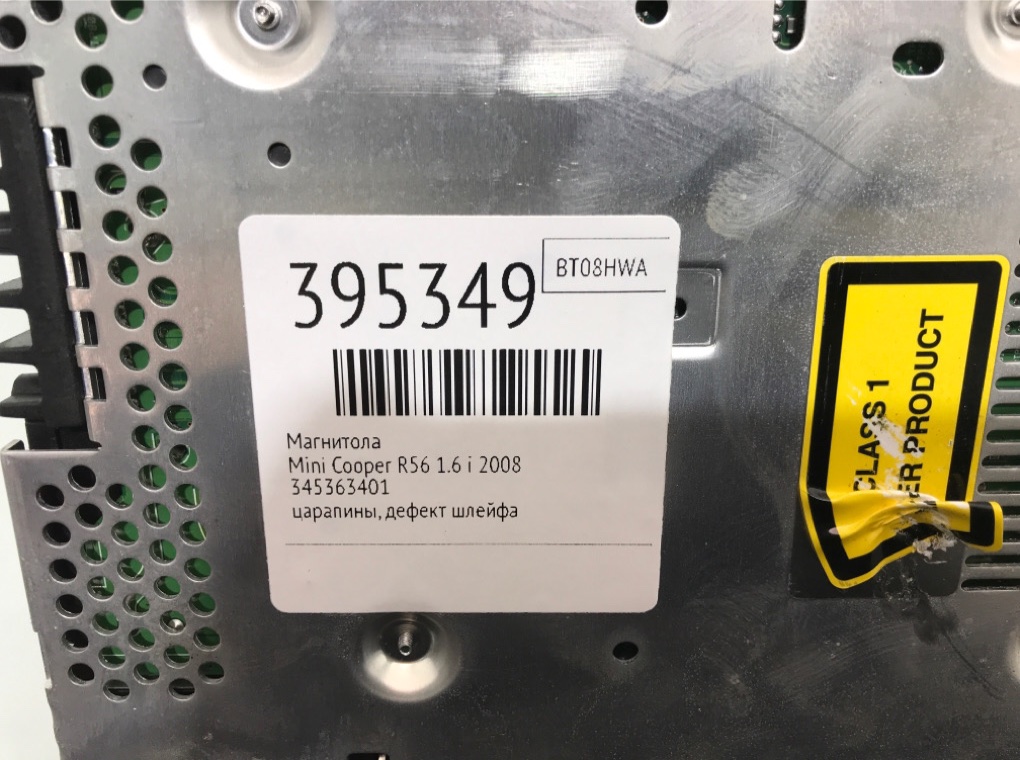 395349
BT08HWA
Магнитола
Mini Cooper R56 1.6 i 2008
345363401
царапины, дефект шлейфа
CLASS 1
ER PRODUCT